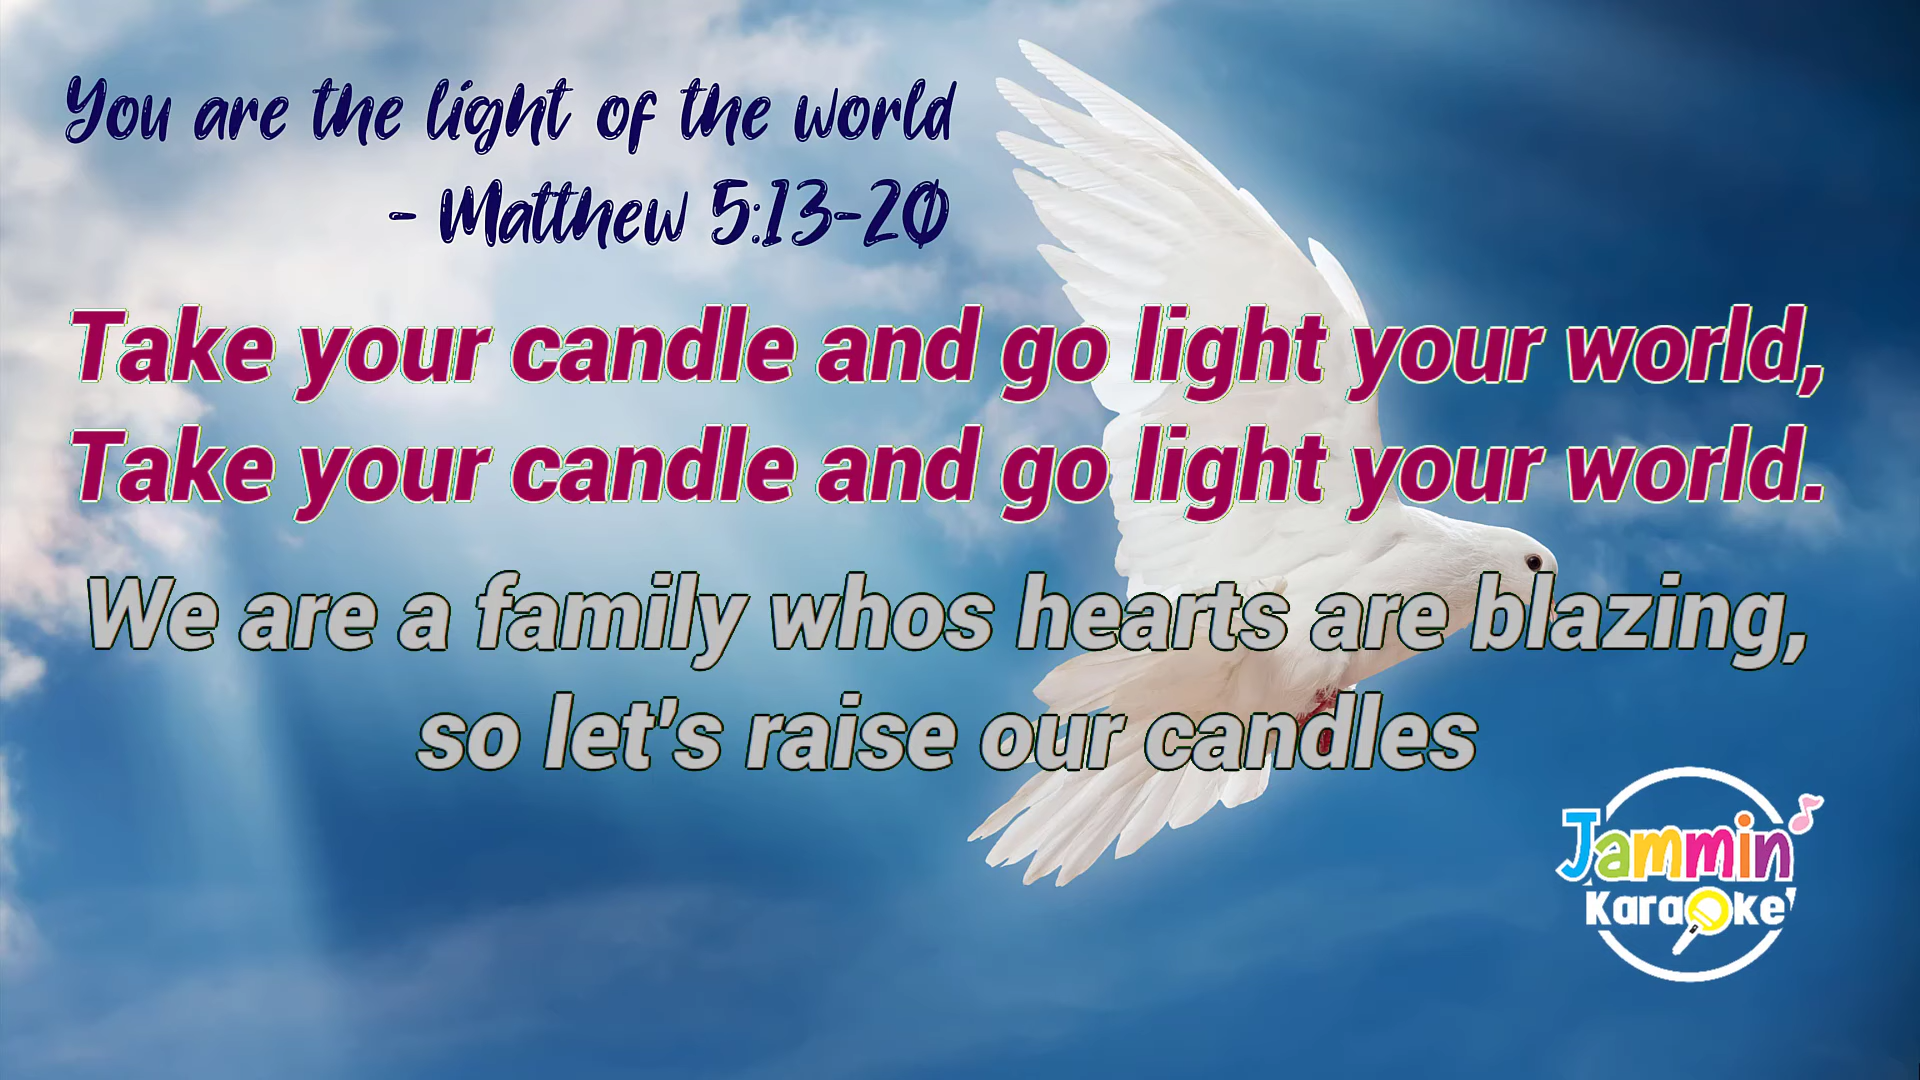 You are the light of the world
- Matthew 5:13-20
Take your candle and go light your world,
Take your candle and go light your world.
We are a family whos hearts are blazing,
so let's raise our candles
Jammin'
Karaoke